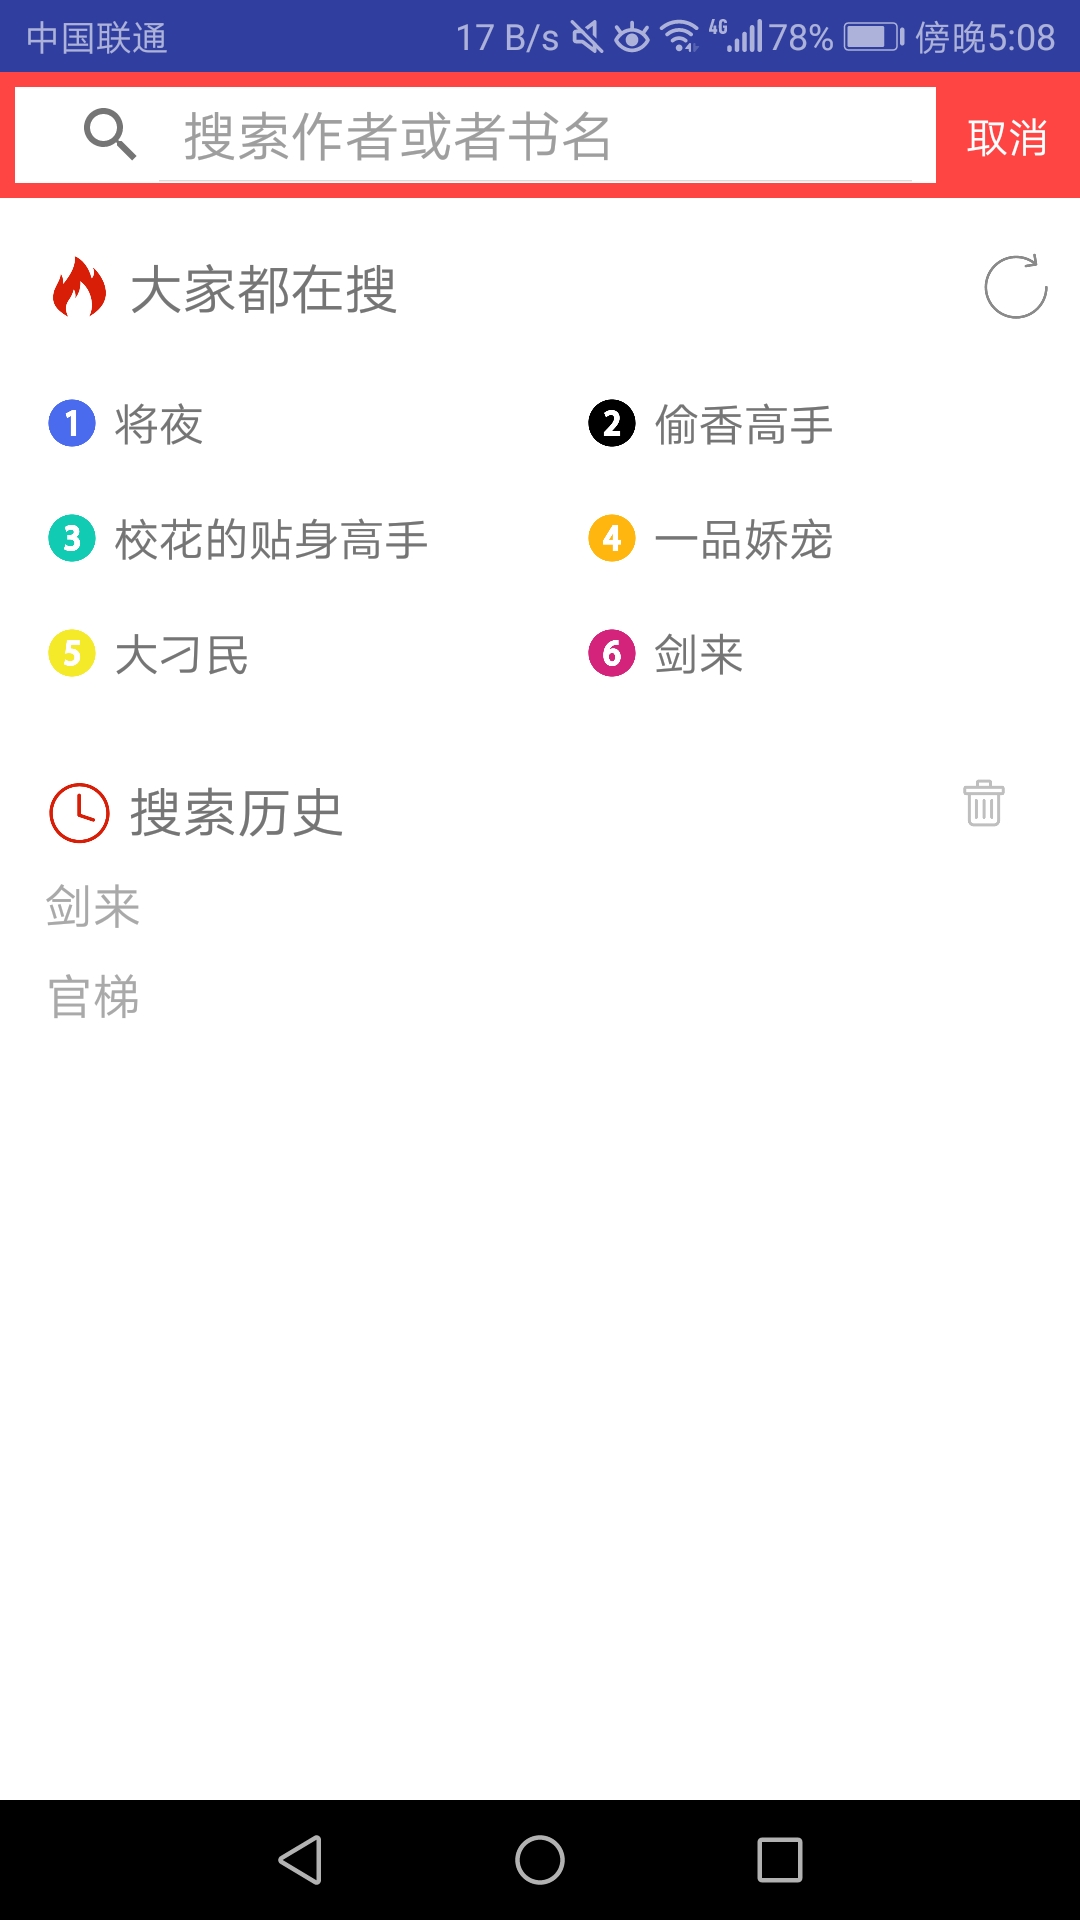 中国联通 17 B/s 4G 78% 傍晚5:08
搜索作者或者书名 取消
大家都在搜
1 将夜 2 偷香高手
3 校花的贴身高手 4 一品娇宠
5 大刁民 6 剑来
搜索历史
剑来
官梯